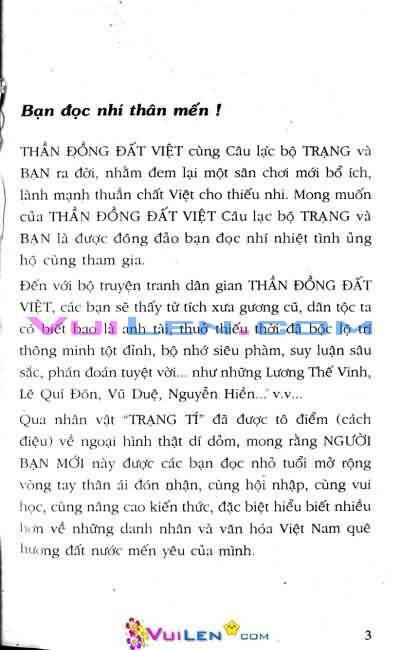 VUILEN.COM
Bạn đọc nhí thân mến !
THẦN ĐỒNG ĐẤT VIỆT cùng Câu lạc bộ TRẠNG và
BẠN ra đời, nhằm đem lại một sân chơi mới bổ ích,
lành mạnh thuần chất Việt cho thiếu nhi. Mong muốn
của THẦN ĐỒNG ĐẤT VIỆT Câu lạc bộ TRẠNG và
BẠN là được đông đảo bạn đọc nhí nhiệt tình ủng
hộ cùng tham gia.
Đến với bộ truyện tranh dân gian THẦN ĐỒNG ĐẤT
VIỆT, các bạn sẽ thấy từ tích xưa gương cũ, dân tộc ta
có biết bao là anh tài, thuở thiếu thời đã bộc lộ trí
VUILEN.COM
thông minh tột đỉnh, bộ nhớ siêu phàm, suy luận sâu
sắc, phán đoán tuyệt vời... như những Lương Thế Vinh,
Lê Quí Đôn, Vũ Duệ, Nguyễn Hiền... v.v...
Qua nhân vật "TRẠNG TÍ" đã được tô điểm (cách
điệu) về ngoại hình thật dí dỏm, mong rằng NGƯỜI
BẠN MỚI này được các bạn đọc nhỏ tuổi mở rộng
vòng tay thân ái đón nhận, cùng hội nhập, cùng vui
học, cùng nâng cao kiến thức, đặc biệt hiểu biết nhiều
hơn về những danh nhân và văn hóa Việt Nam quê
hương đất nước mến yêu của mình.
VUILEN.COM
3